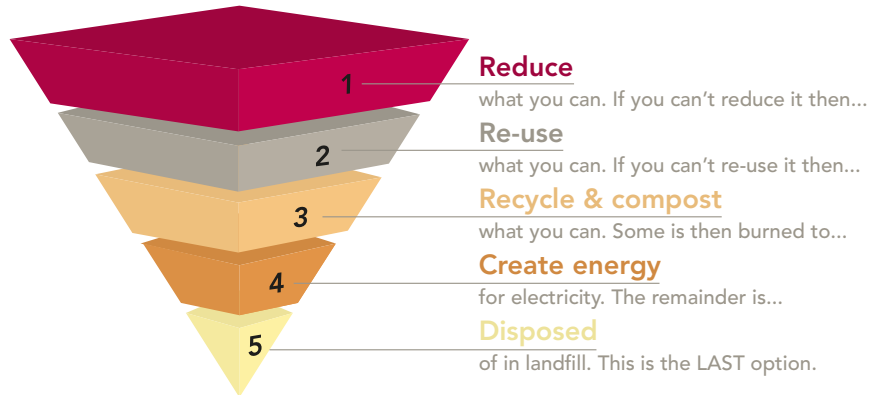 1
Reduce
what you can. If you can’t reduce it then...
2
Re-use
what you can. If you can’t re-use it then...
3
Recycle & compost
what you can. Some is then burned to...
4
Create energy
for electricity. The remainder is...
5
Disposed
of in landfill. This is the LAST option.